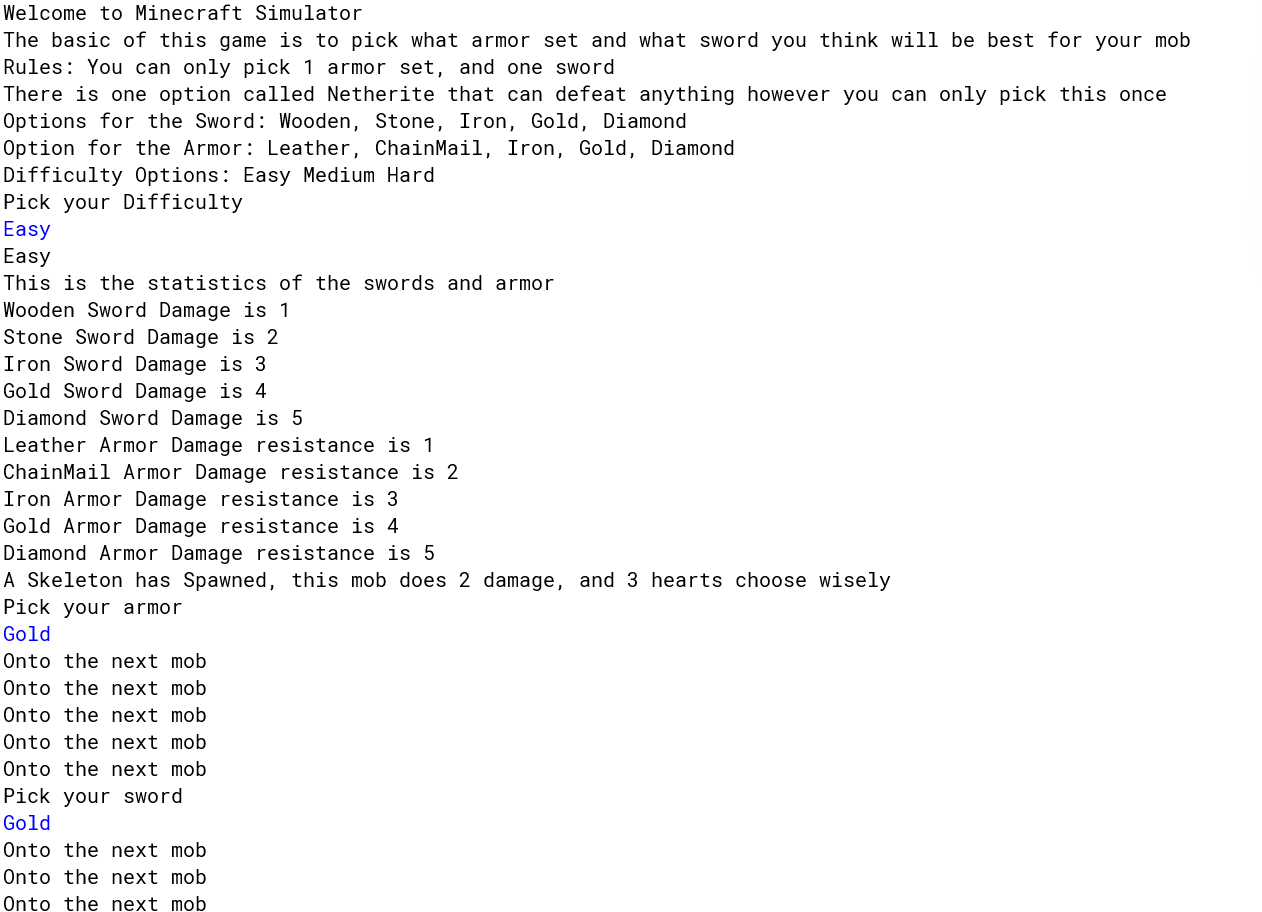 Welcome to Minecraft Simulator
The basic of this game is to pick what armor set and what sword you think will be best for your mob
Rules: You can only pick 1 armor set, and one sword
There is one option called Netherite that can defeat anything however you can only pick this once
Options for the Sword: Wooden, Stone, Iron, Gold, Diamond
Option for the Armor: Leather, ChainMail, Iron, Gold, Diamond
Difficulty Options: Easy Medium Hard
Pick your Difficulty
Easy
Easy
This is the statistics of the swords and armor
Wooden Sword Damage is 1
Stone Sword Damage is 2
Iron Sword Damage is 3
Gold Sword Damage is 4
Diamond Sword Damage is 5
Leather Armor Damage resistance is 1
ChainMail Armor Damage resistance is 2
Iron Armor Damage resistance is 3
Gold Armor Damage resistance is 4
Diamond Armor Damage resistance is 5
A Skeleton has Spawned, this mob does 2 damage, and 3 hearts choose wisely
Pick your armor
Gold
Onto the next mob
Onto the next mob
Onto the next mob
Onto the next mob
Onto the next mob
Pick your sword
Gold
Onto the next mob
Onto the next mob
Onto the next mob